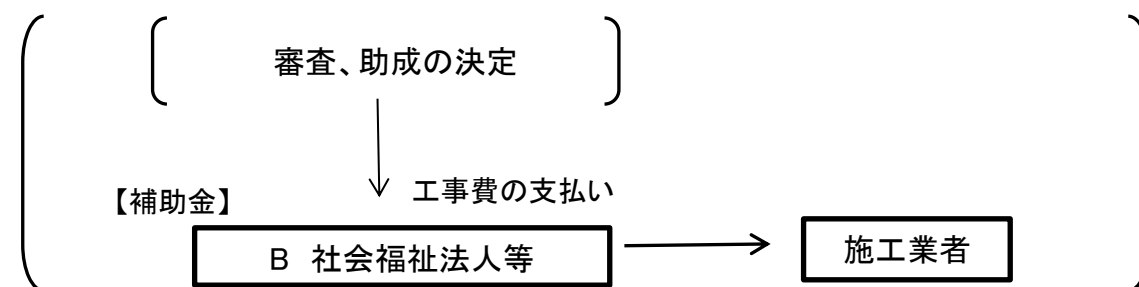 審査、助成の決定
【補助金】
工事費の支払い
B 社会福祉法人等
施工業者